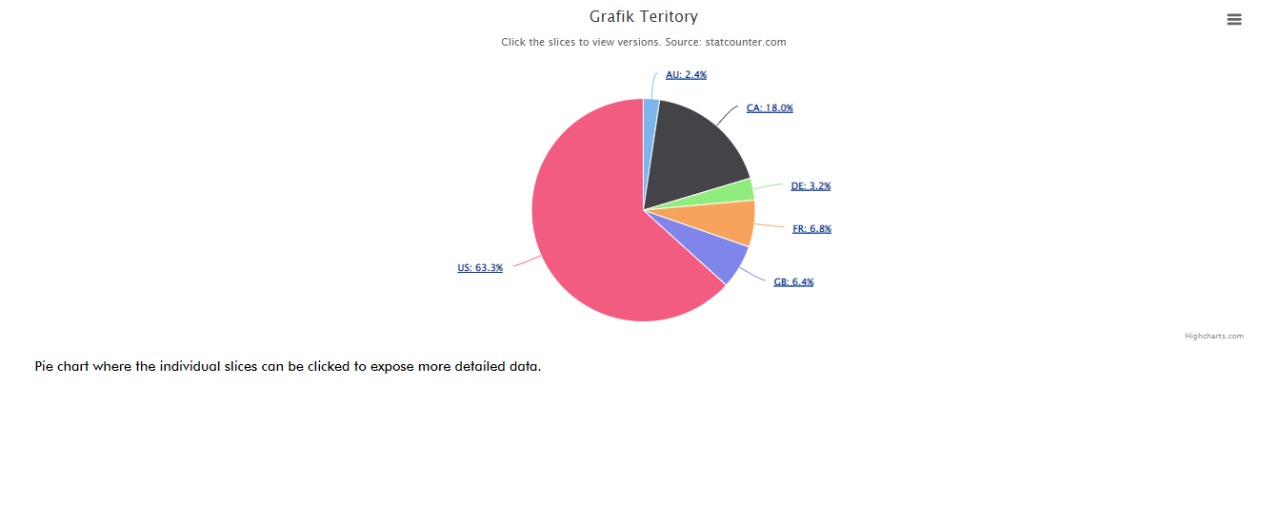 Grafik Teritory
Click the slices to view versions. Source: statcounter.com
AU: 2.4%
CA: 18.0%
DE: 3.2%
FR: 6.8%
GB: 6.4%
US: 63.3%
Highcharts.com
Pie chart where the individual slices can be clicked to expose more detailed data.